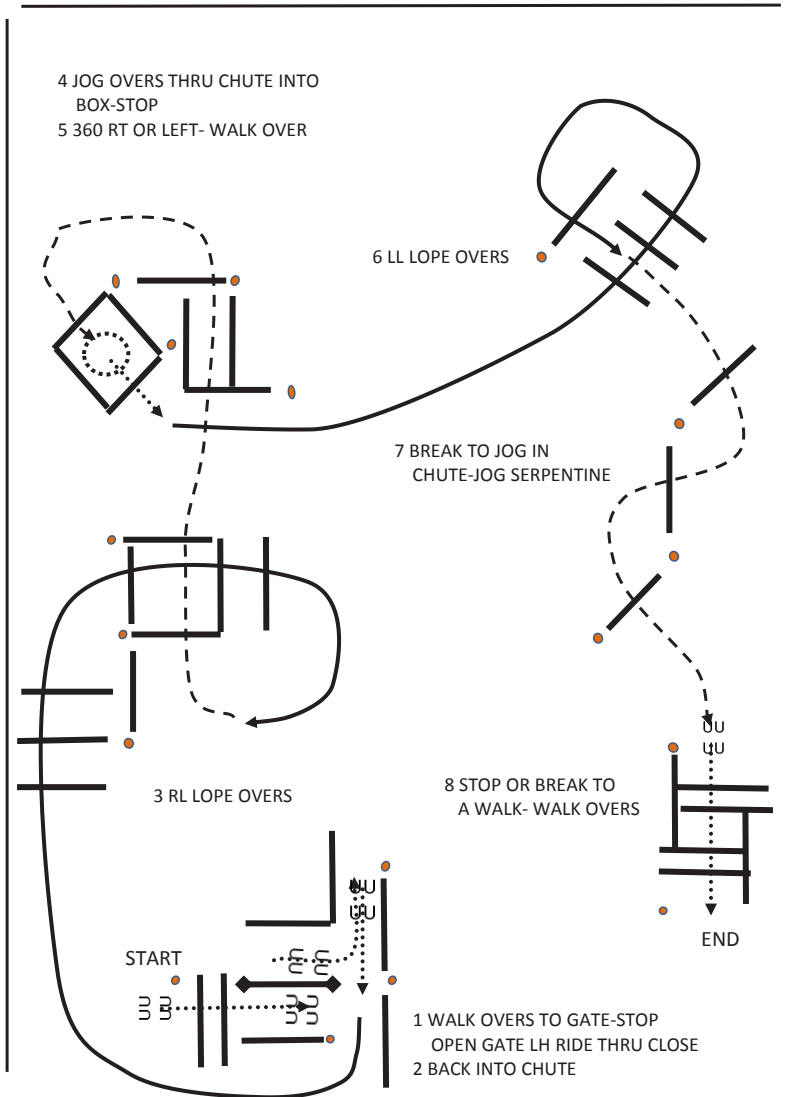 4 JOG OVERS THRU CHUTE INTO
BOX-STOP
5 360 RT OR LEFT- WALK OVER
6 LL LOPE OVERS
7 BREAK TO JOG IN
CHUTE-JOG SERPENTINE
3 RL LOPE OVERS
8 STOP OR BREAK TO
A WALK- WALK OVERS
START
END
1 WALK OVERS TO GATE-STOP
OPEN GATE LH RIDE THRU CLOSE
2 BACK INTO CHUTE